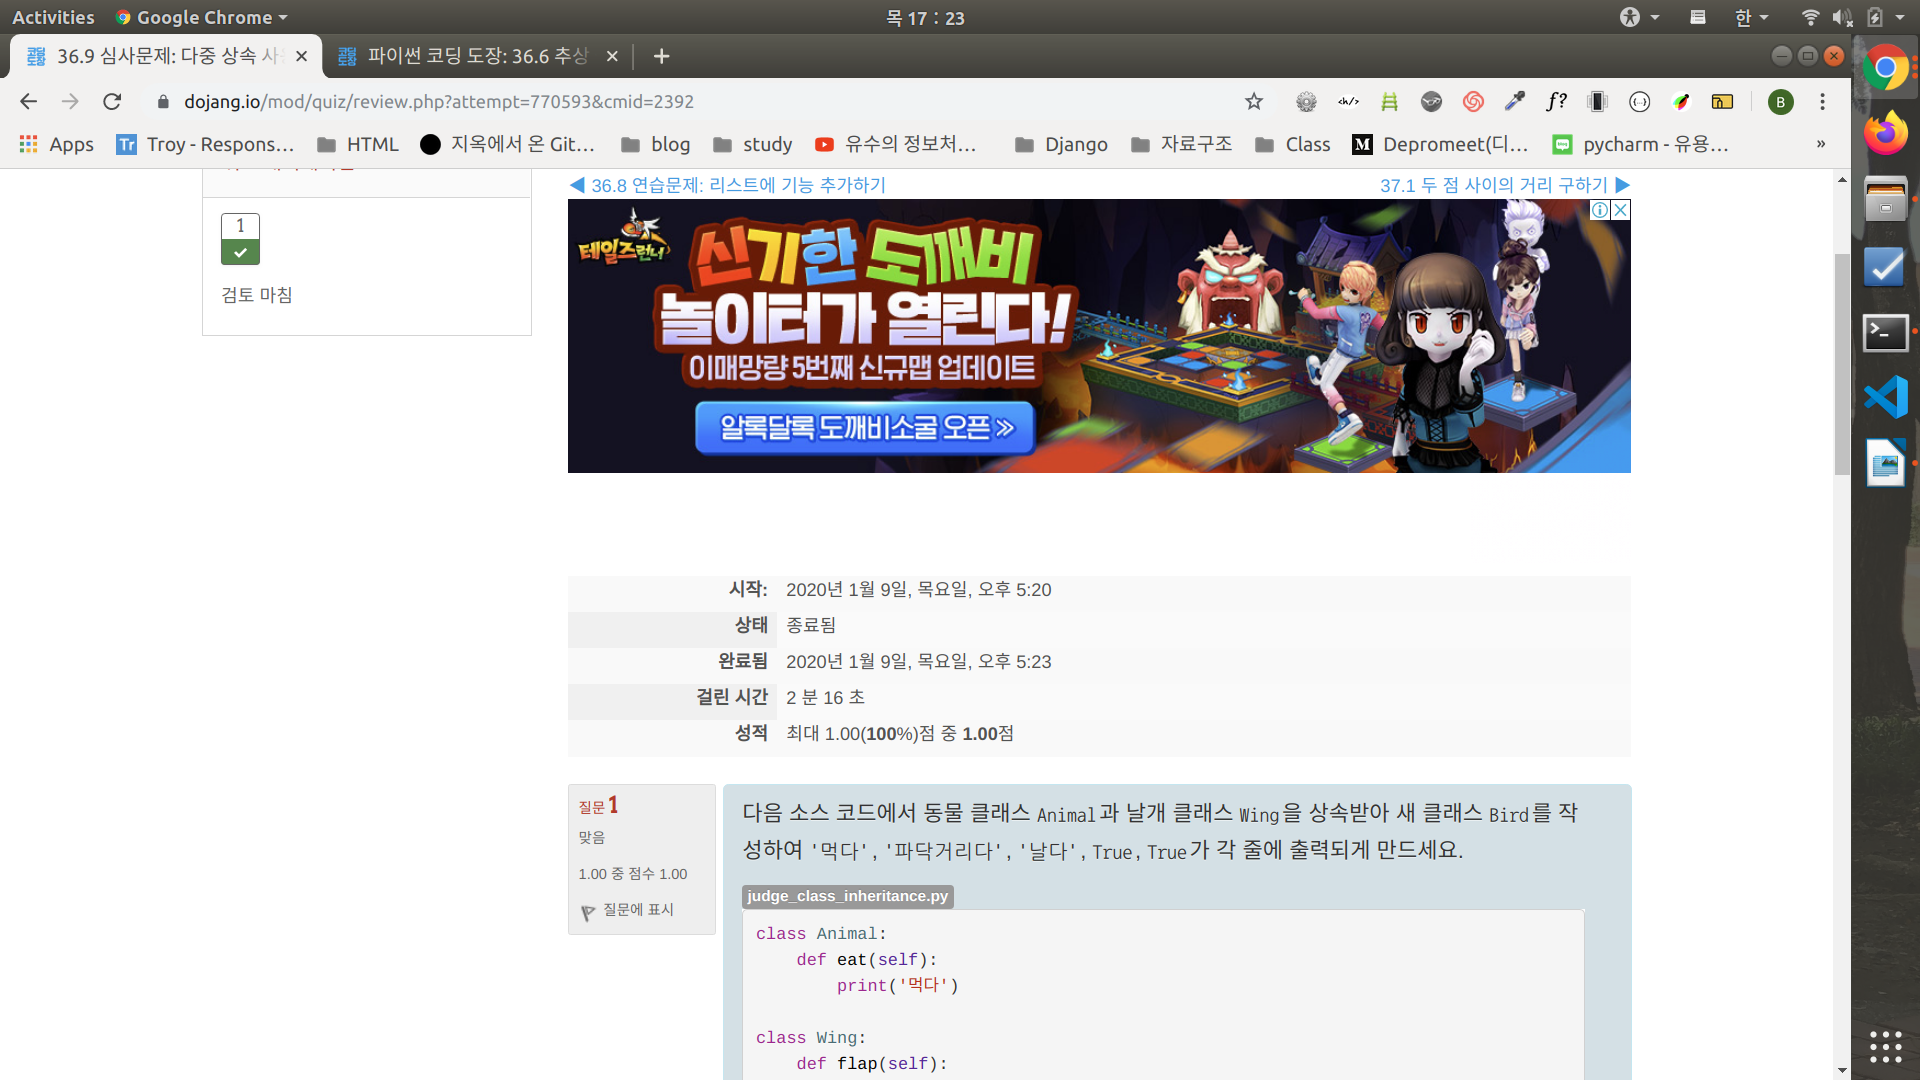 Activities
Google Chrome
목 17 : 23
한
36.9 심사문제: 다중 상속 사
파이썬 코딩 도장: 36.6 추상
dojang.io/mod/quiz/review.php?attempt=770593&cmid=2392
</h>
f?
{··}
B
Apps
Tr
Troy - Respons...
HTML
지옥에서 온 Git...
blog
study
유수의 정보처...
Django
자료구조
Class
M
Depromeet(디...
pycharm - 유용...
»
◀ 36.8 연습문제: 리스트에 기능 추가하기
37.1 두 점 사이의 거리 구하기 ▶
1
검토 마침
테일즈런너
신기한 도깨비
놀이터가 열린다!
이매망량 5번째 신규맵 업데이트
알록달록 도깨비소굴 오픈 »
시작: 2020년 1월 9일, 목요일, 오후 5:20
상태 종료됨
완료됨 2020년 1월 9일, 목요일, 오후 5:23
걸린 시간 2 분 16 초
성적 최대 1.00(100%)점 중 1.00점
질문 1
맞음
1.00 중 점수 1.00
질문에 표시
다음 소스 코드에서 동물 클래스 Animal과 날개 클래스 Wing을 상속받아 새 클래스 Bird를 작
성하여 '먹다', '파닥거리다', '날다', True, True가 각 줄에 출력되게 만드세요.
judge_class_inheritance.py
class Animal:
    def eat(self):
        print('먹다')
class Wing:
    def flap(self):